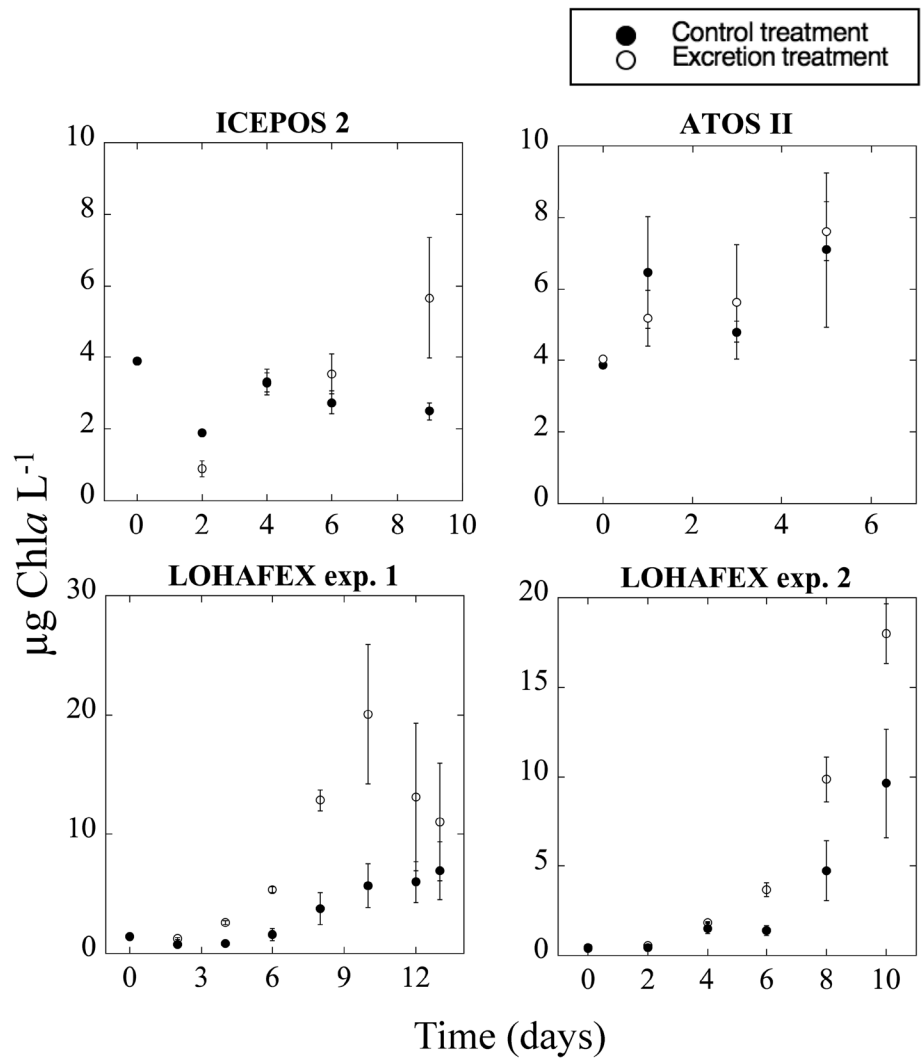 Control treatment
Excretion treatment
ICEPOS 2
10
8
6
4
2
0
0 2 4 6 8 10
ATOS II
10
8
6
4
2
0
0 2 4 6
µg Chla L-1
LOHAFEX exp. 1
30
20
10
0
0 3 6 9 12
LOHAFEX exp. 2
20
15
10
5
0
0 2 4 6 8 10
Time (days)